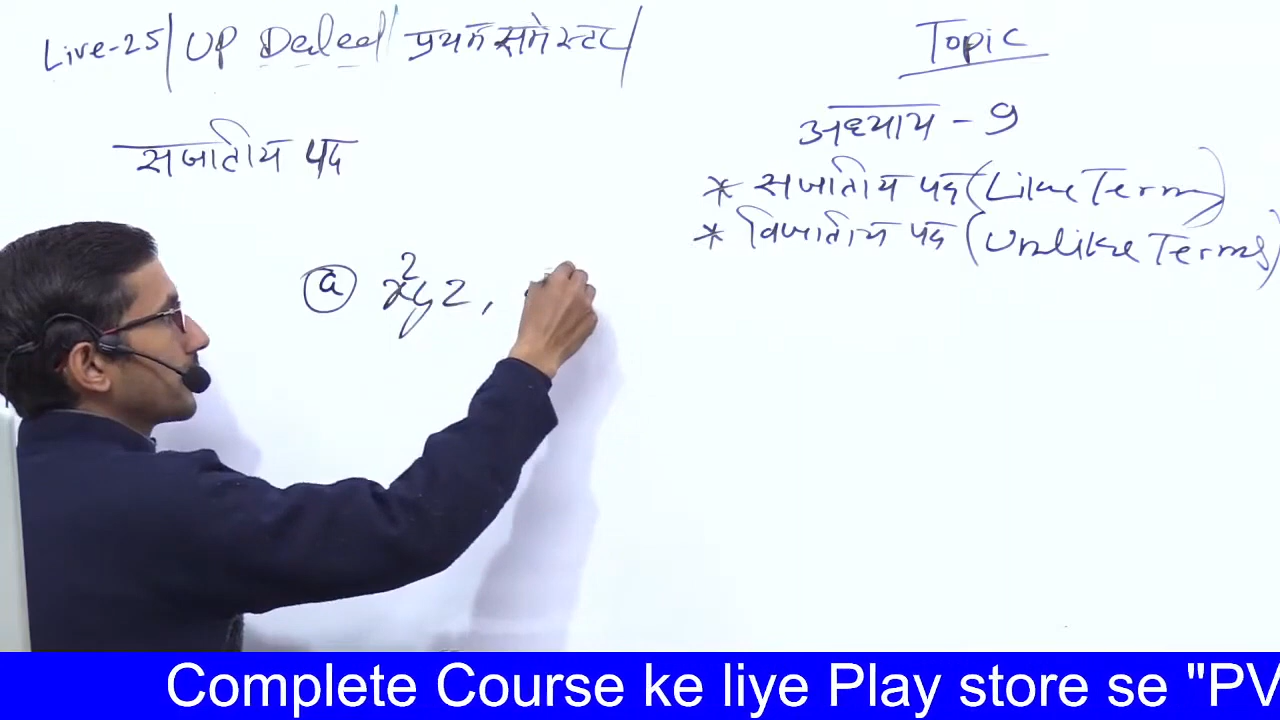 Live-25/ UP Deled/ प्रथम समेस्टर/
Topic
अध्याय - 9
* सजातीय पद (Like Term)
* विजातीय पद (Unlike Terms)
सजातीय पद
ⓐ x²yz,
Complete Course ke liye Play store se "PV